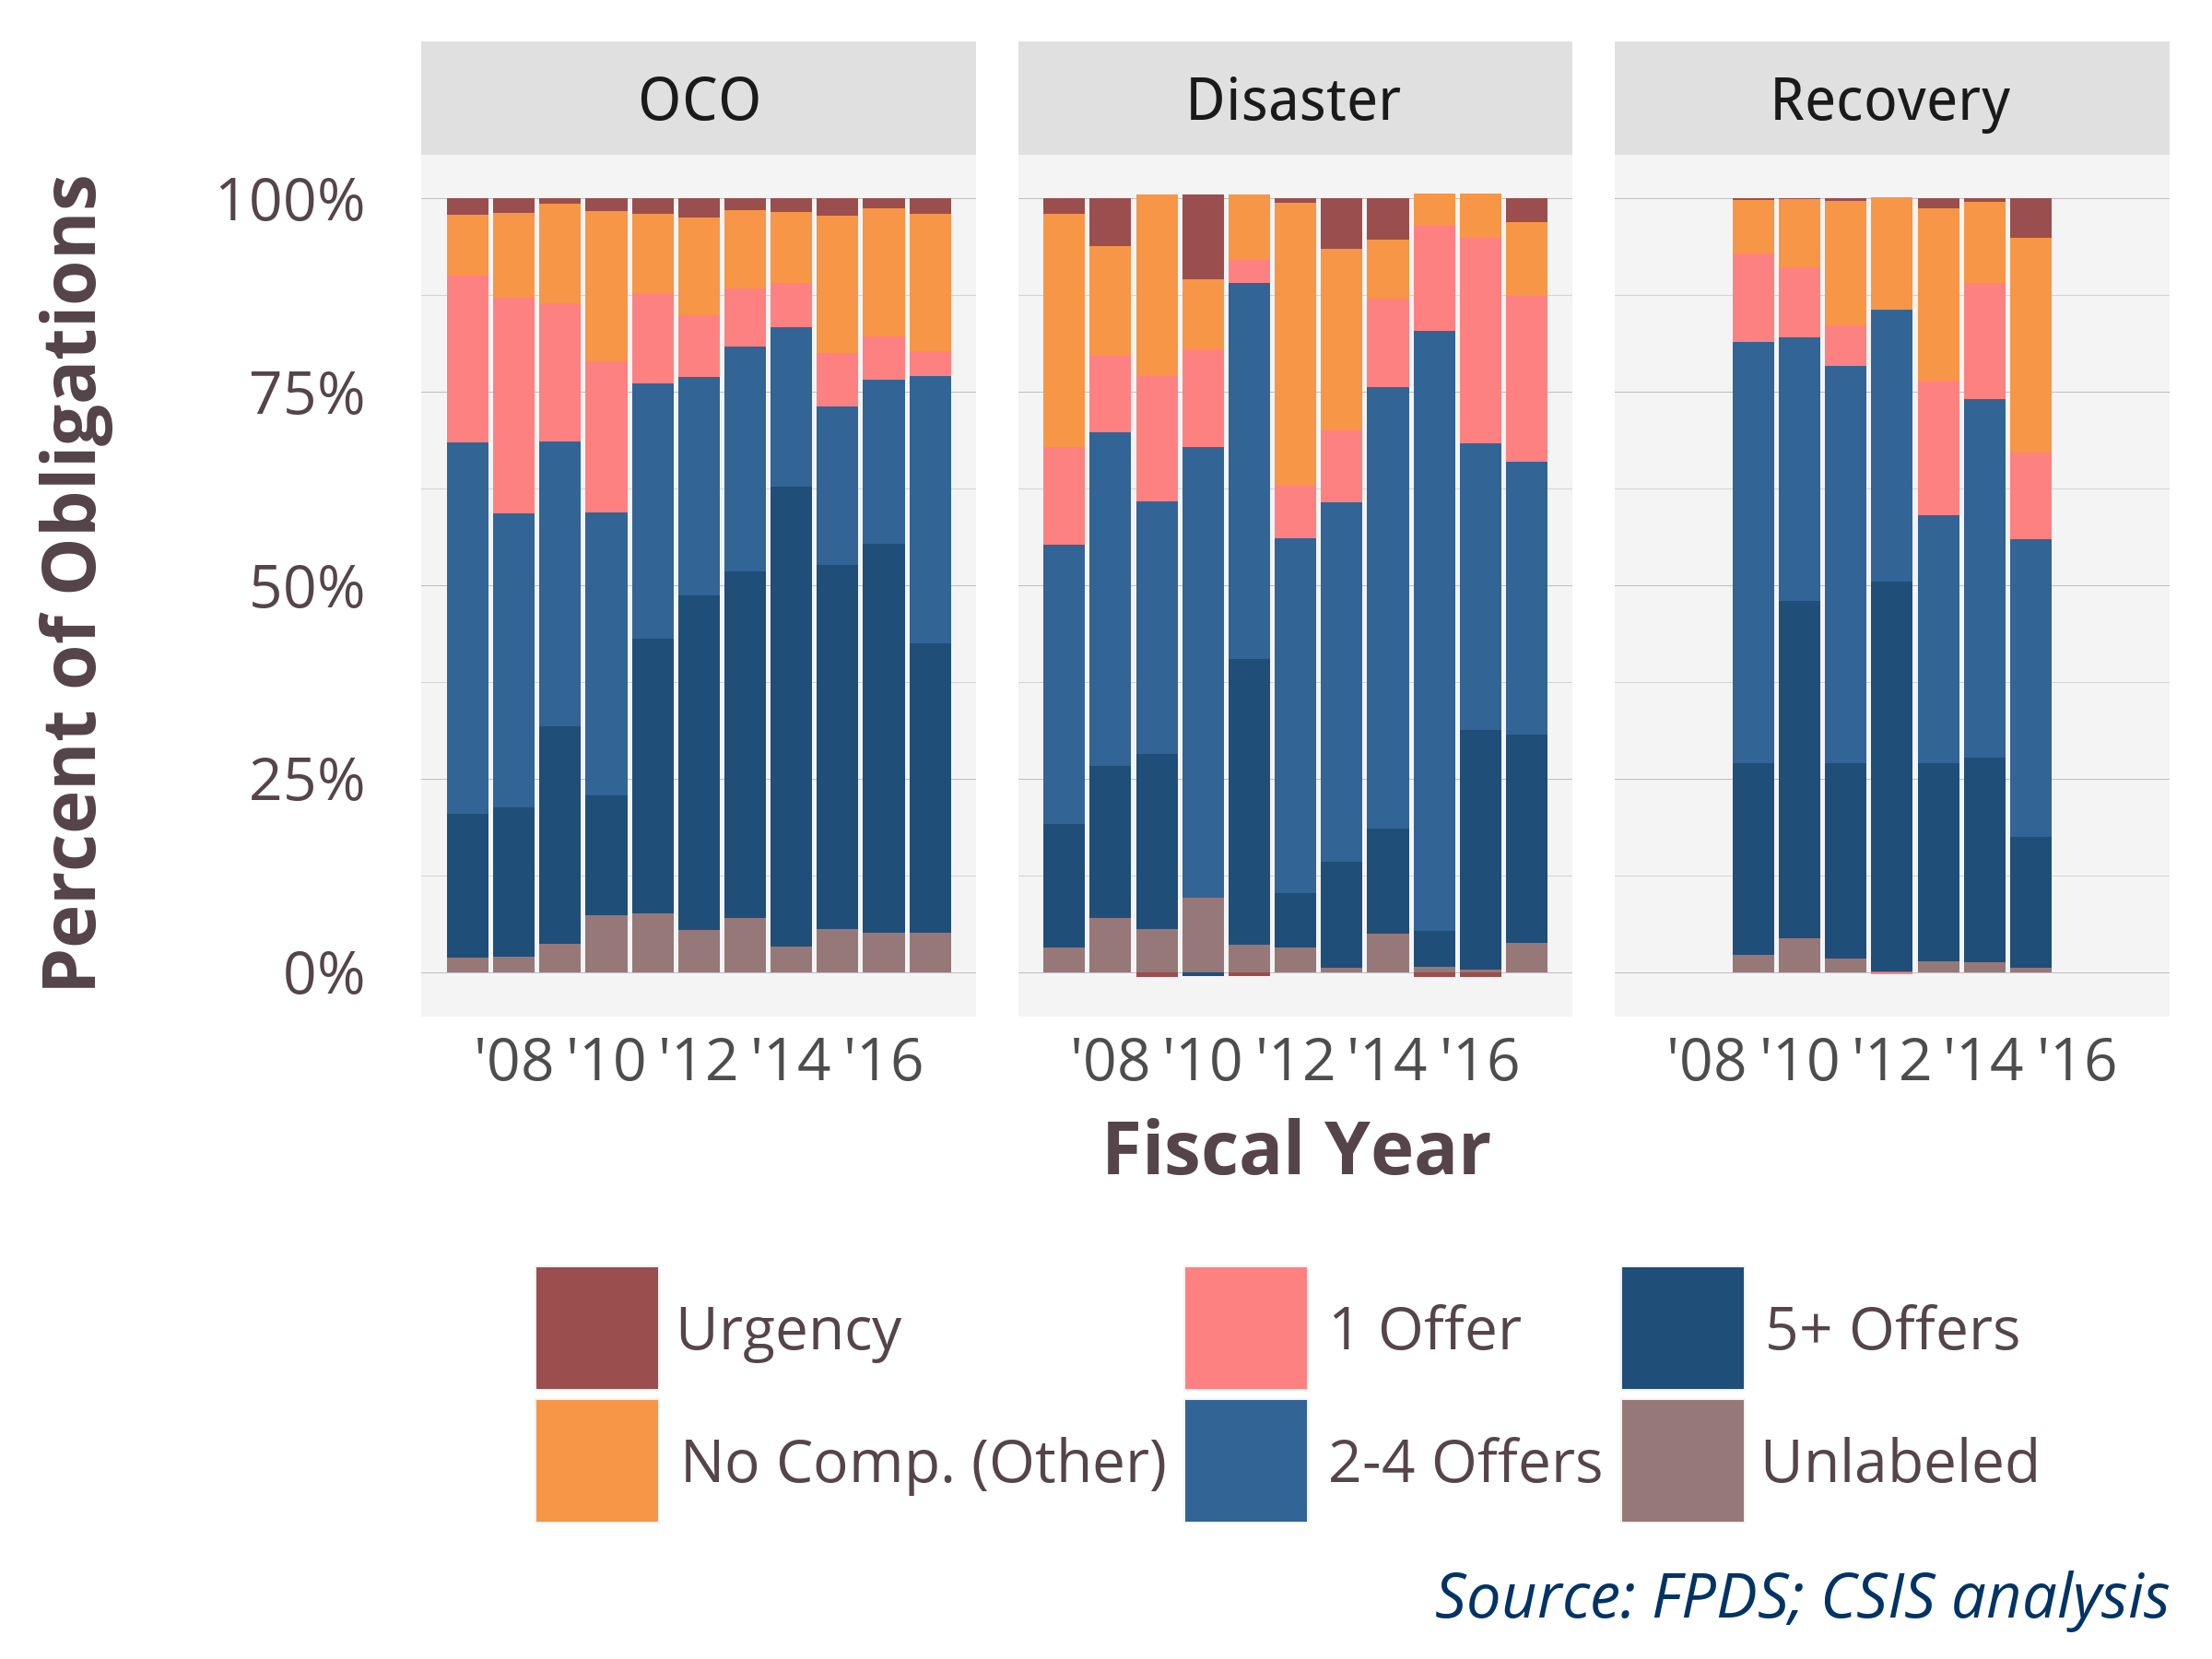 OCO Disaster Recovery
Percent of Obligations
100%
75%
50%
25%
0%
'08 '10 '12 '14 '16 '08 '10 '12 '14 '16 '08 '10 '12 '14 '16
Fiscal Year
Urgency 1 Offer 5+ Offers
No Comp. (Other) 2-4 Offers Unlabeled
Source: FPDS; CSIS analysis